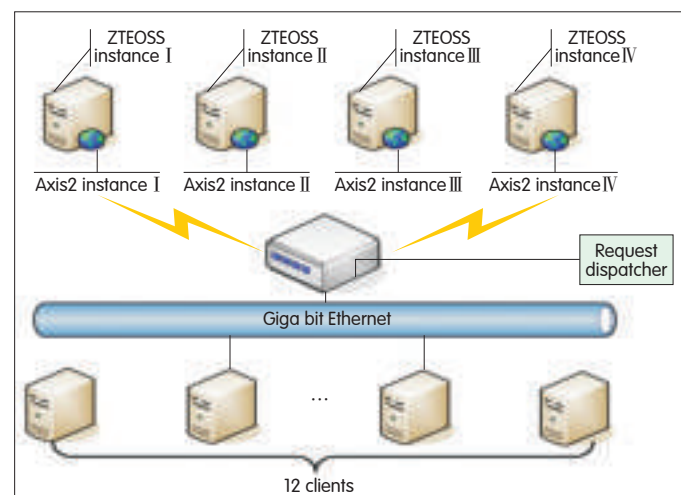 ZTEOSS
instance Ⅰ
ZTEOSS
instance Ⅱ
ZTEOSS
instance Ⅲ
ZTEOSS
instance Ⅳ
Axis2 instance Ⅰ
Axis2 instance Ⅱ
Axis2 instance Ⅲ
Axis2 instance Ⅳ
Request
dispatcher
Giga bit Ethernet
...
12 clients